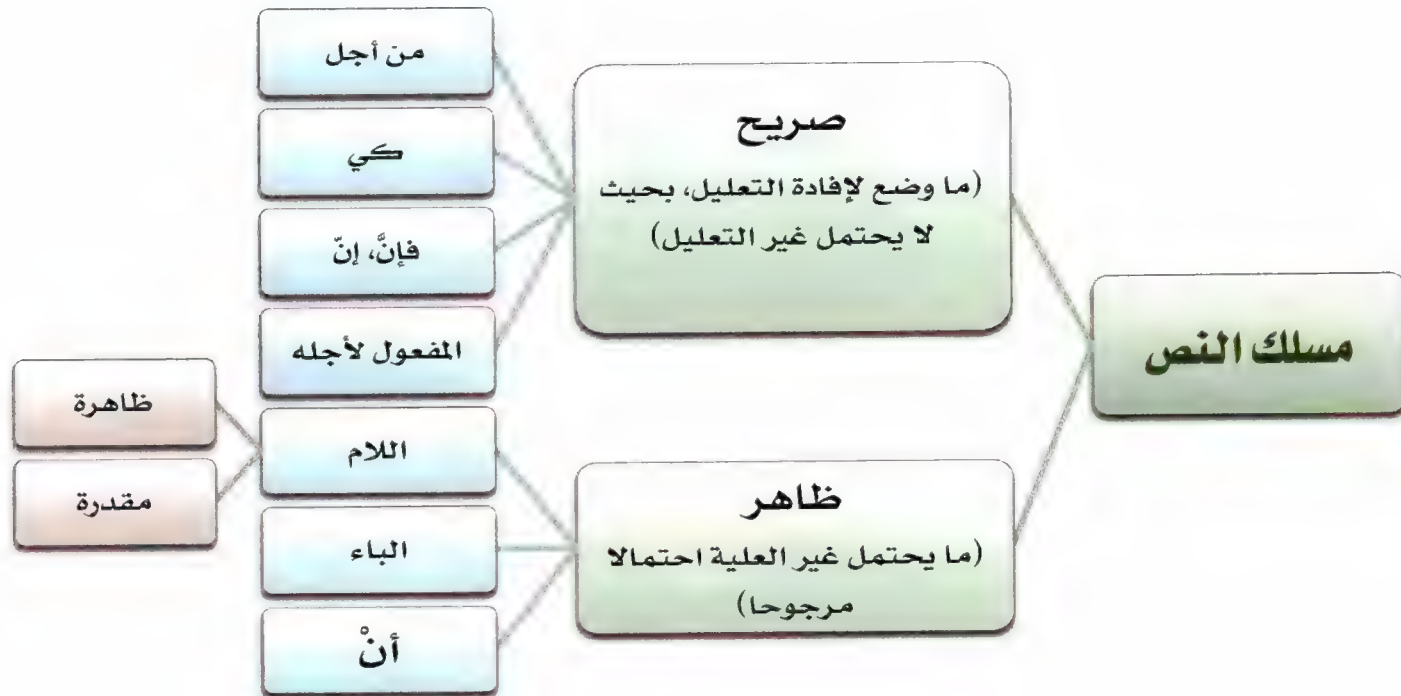 مسلك النص
صريح
(ما وضع لإفادة التعليل، بحيث
لا يحتمل غير التعليل)
من أجل
كي
فإنَّ، إنّ
المفعول لأجله
ظاهر
(ما يحتمل غير العلية احتمالا
مرجوحا)
اللام
ظاهرة
مقدرة
الباء
أنْ